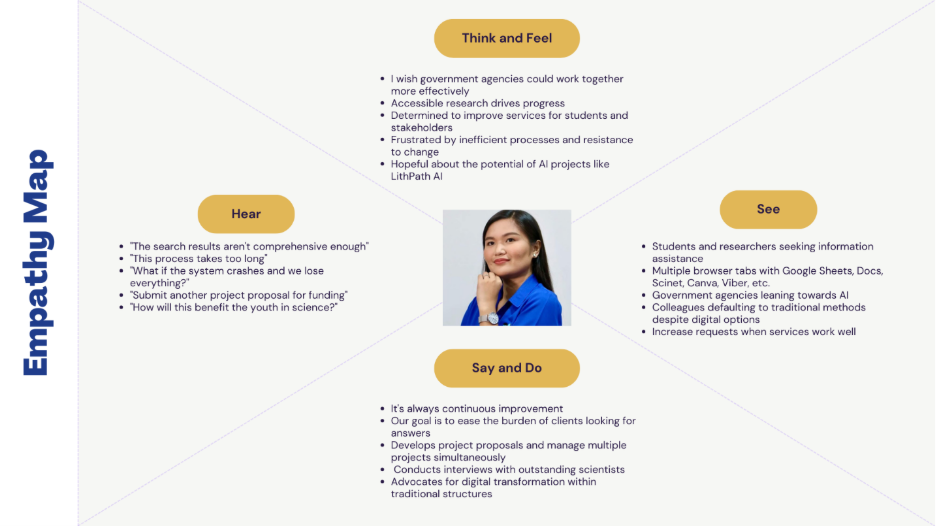 Empathy Map
Think and Feel
• I wish government agencies could work together
more effectively
• Accessible research drives progress
• Determined to improve services for students and
stakeholders
• Frustrated by inefficient processes and resistance
to change
• Hopeful about the potential of AI projects like
LithPath AI
Hear
• "The search results aren't comprehensive enough"
• "This process takes too long"
• "What if the system crashes and we lose
everything?"
• "Submit another project proposal for funding"
• "How will this benefit the youth in science?"
See
• Students and researchers seeking information
assistance
• Multiple browser tabs with Google Sheets, Docs,
Scinet, Canva, Viber, etc.
• Government agencies leaning towards AI
• Colleagues defaulting to traditional methods
despite digital options
• Increase requests when services work well
Say and Do
• It's always continuous improvement
• Our goal is to ease the burden of clients looking for
answers
• Develops project proposals and manage multiple
projects simultaneously
• Conducts interviews with outstanding scientists
• Advocates for digital transformation within
traditional structures